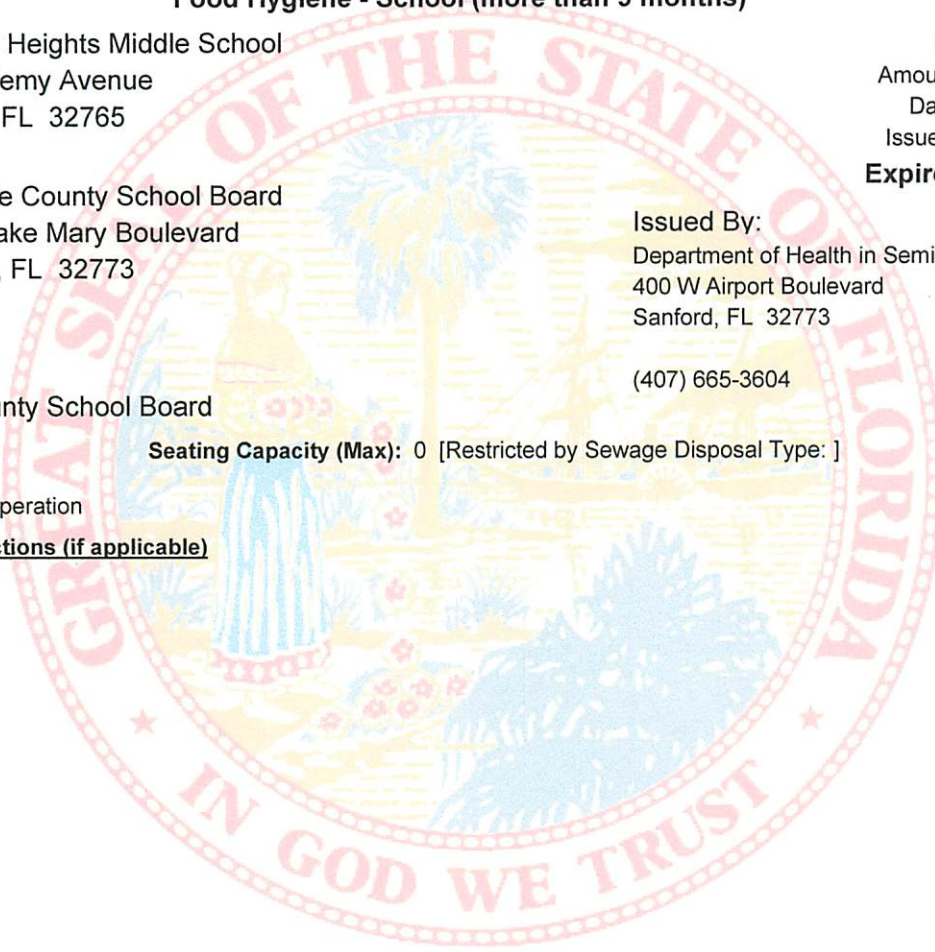 Food Hygiene - School (more than 9 months)
Heights Middle School
emy Avenue
FL 32765
Amou
Da
Issue
Expire
e County School Board
ake Mary Boulevard
, FL 32773
Issued By:
Department of Health in Semi
400 W Airport Boulevard
Sanford, FL 32773
(407) 665-3604
nty School Board
Seating Capacity (Max): 0 [Restricted by Sewage Disposal Type: ]
peration
ctions (if applicable)
GREAT SEAL OF THE STATE OF FLORIDA
IN GOD WE TRUST